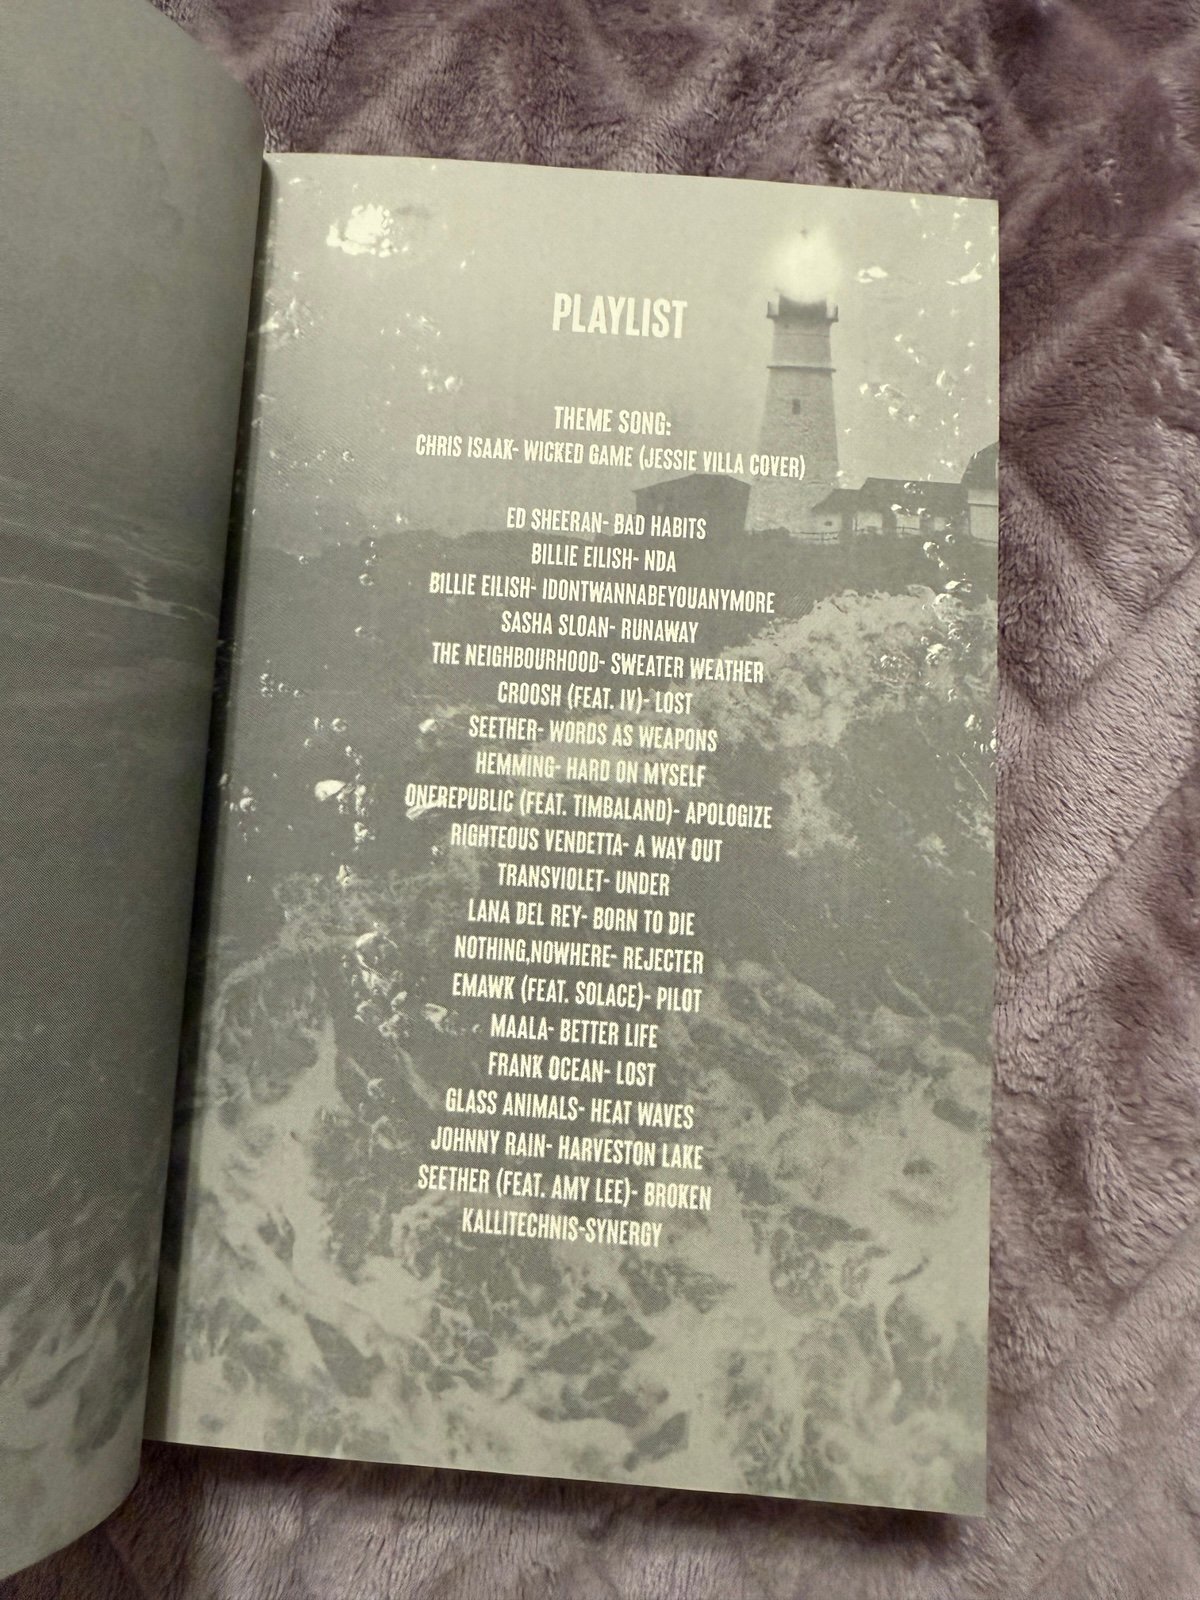 PLAYLIST
THEME SONG:
CHRIS ISAAK- WICKED GAME (JESSIE VILLA COVER)
ED SHEERAN- BAD HABITS
BILLIE EILISH- NDA
BILLIE EILISH- IDONTWANNABEYOUANYMORE
SASHA SLOAN- RUNAWAY
THE NEIGHBOURHOOD- SWEATER WEATHER
CROOSH (FEAT. IV)- LOST
SEETHER- WORDS AS WEAPONS
HEMMING- HARD ON MYSELF
ONEREPUBLIC (FEAT. TIMBALAND)- APOLOGIZE
RIGHTEOUS VENDETTA- A WAY OUT
TRANSVIOLET- UNDER
LANA DEL REY- BORN TO DIE
NOTHING,NOWHERE- REJECTER
EMAWK (FEAT. SOLACE)- PILOT
MAALA- BETTER LIFE
FRANK OCEAN- LOST
GLASS ANIMALS- HEAT WAVES
JOHNNY RAIN- HARVESTON LAKE
SEETHER (FEAT. AMY LEE)- BROKEN
KALLITECHNIS-SYNERGY